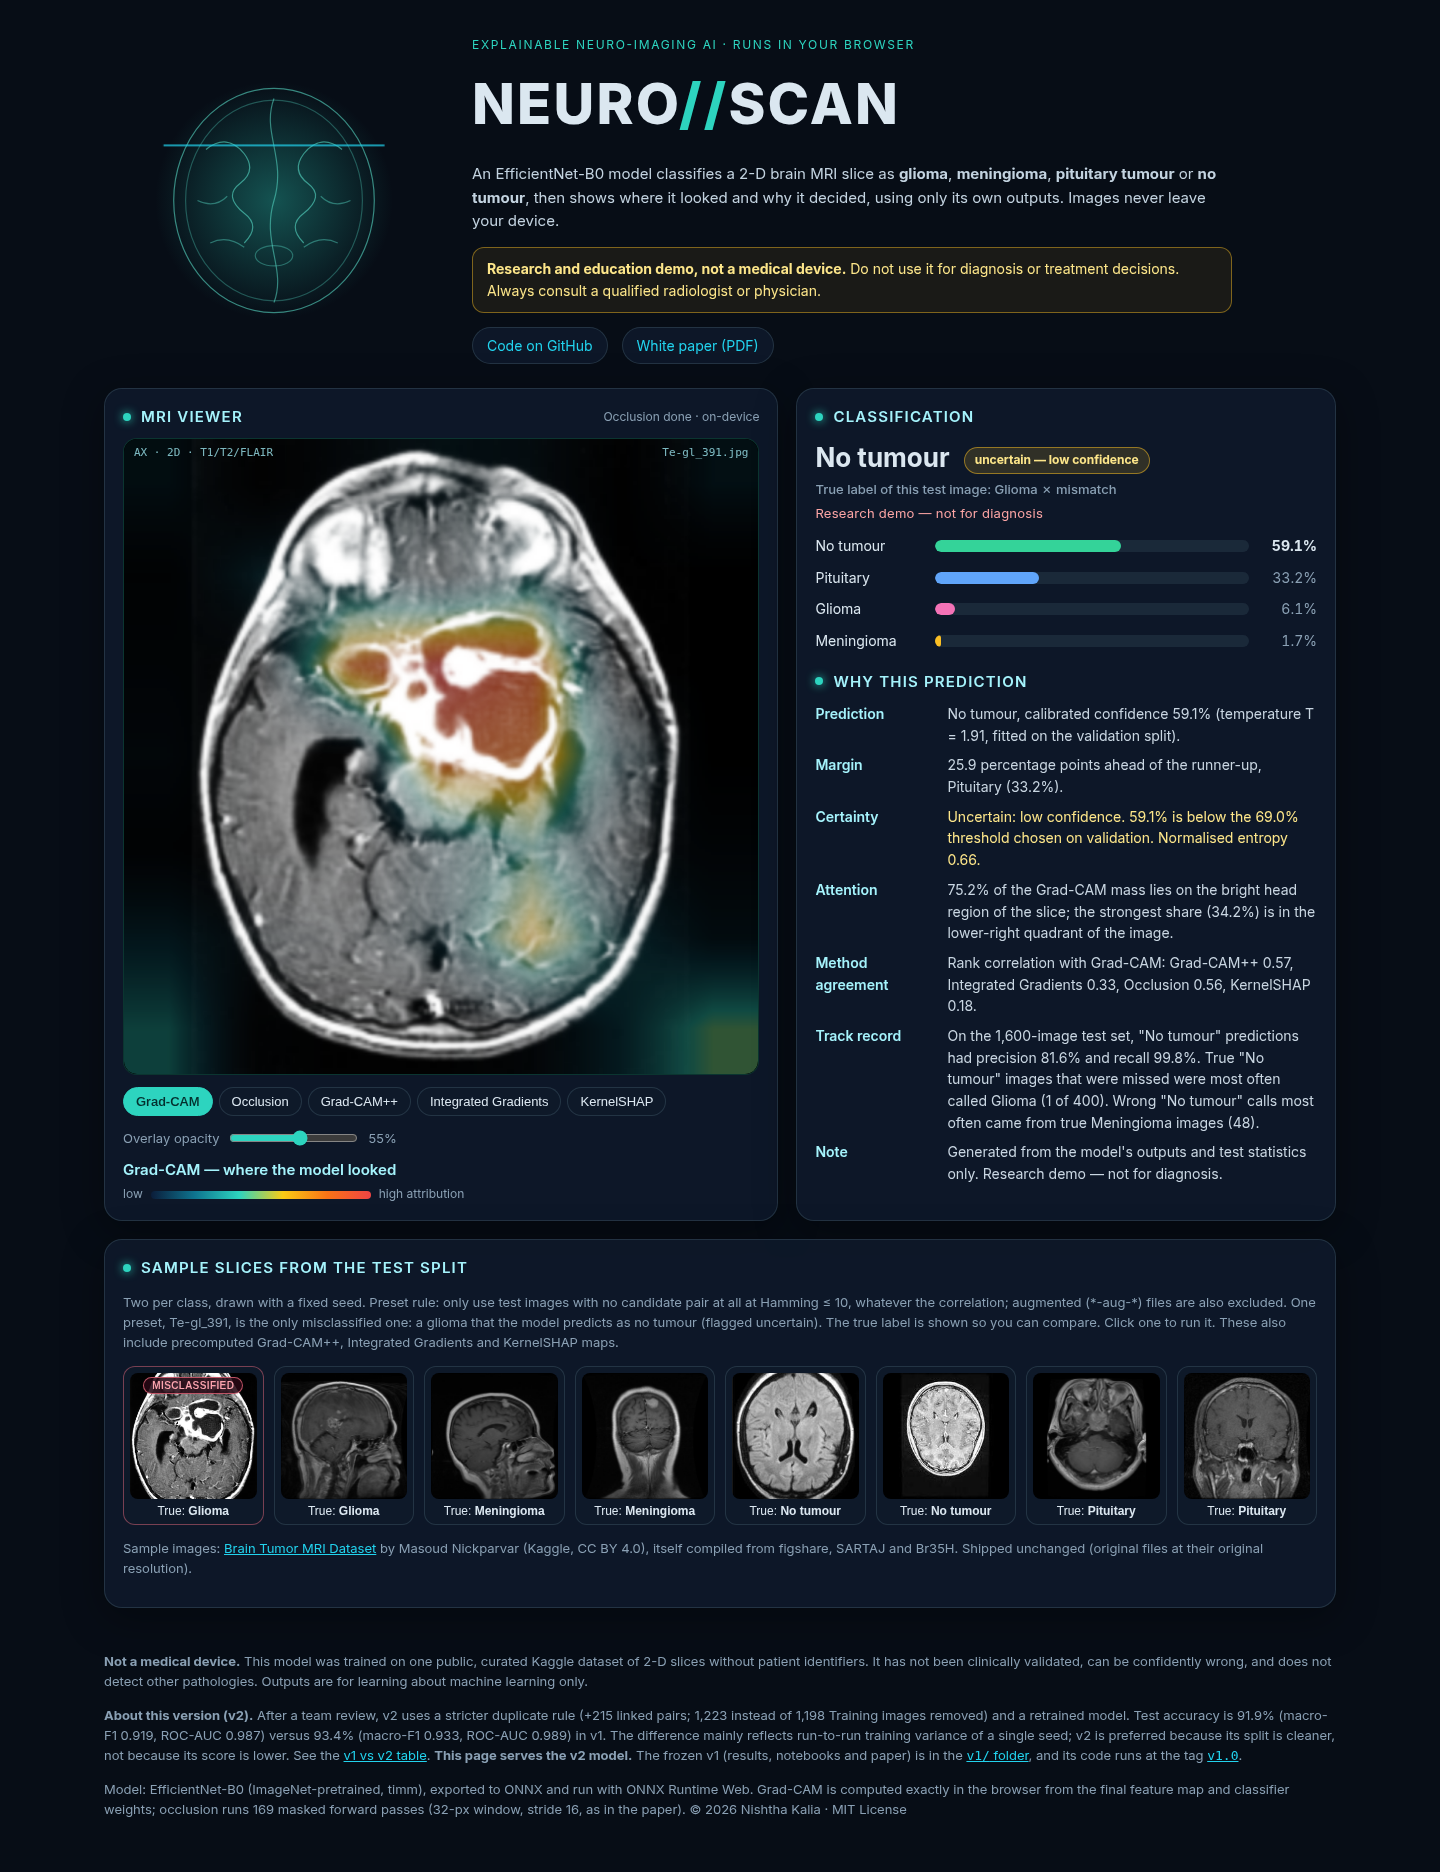 EXPLAINABLE NEURO-IMAGING AI · RUNS IN YOUR BROWSER
NEURO//SCAN
An EfficientNet-B0 model classifies a 2-D brain MRI slice as glioma, meningioma, pituitary tumour or no
tumour, then shows where it looked and why it decided, using only its own outputs. Images never leave
your device.
Research and education demo, not a medical device. Do not use it for diagnosis or treatment decisions.
Always consult a qualified radiologist or physician.
Code on GitHub
White paper (PDF)
MRI VIEWER
Occlusion done · on-device
AX · 2D · T1/T2/FLAIR
Te-gl_391.jpg
Grad-CAM
Occlusion
Grad-CAM++
Integrated Gradients
KernelSHAP
Overlay opacity
55%
Grad-CAM — where the model looked
low
high attribution
CLASSIFICATION
No tumour
uncertain — low confidence
True label of this test image: Glioma × mismatch
Research demo — not for diagnosis
No tumour 59.1%
Pituitary 33.2%
Glioma 6.1%
Meningioma 1.7%
WHY THIS PREDICTION
Prediction
No tumour, calibrated confidence 59.1% (temperature T
= 1.91, fitted on the validation split).
Margin
25.9 percentage points ahead of the runner-up,
Pituitary (33.2%).
Certainty
Uncertain: low confidence. 59.1% is below the 69.0%
threshold chosen on validation. Normalised entropy
0.66.
Attention
75.2% of the Grad-CAM mass lies on the bright head
region of the slice; the strongest share (34.2%) is in the
lower-right quadrant of the image.
Method
agreement
Rank correlation with Grad-CAM: Grad-CAM++ 0.57,
Integrated Gradients 0.33, Occlusion 0.56, KernelSHAP
0.18.
Track record
On the 1,600-image test set, "No tumour" predictions
had precision 81.6% and recall 99.8%. True "No
tumour" images that were missed were most often
called Glioma (1 of 400). Wrong "No tumour" calls most
often came from true Meningioma images (48).
Note
Generated from the model's outputs and test statistics
only. Research demo — not for diagnosis.
SAMPLE SLICES FROM THE TEST SPLIT
Two per class, drawn with a fixed seed. Preset rule: only use test images with no candidate pair at all at Hamming ≤ 10, whatever the correlation; augmented (*-aug-*) files are also excluded. One
preset, Te-gl_391, is the only misclassified one: a glioma that the model predicts as no tumour (flagged uncertain). The true label is shown so you can compare. Click one to run it. These also
include precomputed Grad-CAM++, Integrated Gradients and KernelSHAP maps.
MISCLASSIFIED
True: Glioma
True: Glioma
True: Meningioma
True: Meningioma
True: No tumour
True: No tumour
True: Pituitary
True: Pituitary
Sample images: Brain Tumor MRI Dataset by Masoud Nickparvar (Kaggle, CC BY 4.0), itself compiled from figshare, SARTAJ and Br35H. Shipped unchanged (original files at their original
resolution).
Not a medical device. This model was trained on one public, curated Kaggle dataset of 2-D slices without patient identifiers. It has not been clinically validated, can be confidently wrong, and does not
detect other pathologies. Outputs are for learning about machine learning only.
About this version (v2). After a team review, v2 uses a stricter duplicate rule (+215 linked pairs; 1,223 instead of 1,198 Training images removed) and a retrained model. Test accuracy is 91.9% (macro-
F1 0.919, ROC-AUC 0.987) versus 93.4% (macro-F1 0.933, ROC-AUC 0.989) in v1. The difference mainly reflects run-to-run training variance of a single seed; v2 is preferred because its split is cleaner,
not because its score is lower. See the v1 vs v2 table. This page serves the v2 model. The frozen v1 (results, notebooks and paper) is in the v1/ folder, and its code runs at the tag v1.0.
Model: EfficientNet-B0 (ImageNet-pretrained, timm), exported to ONNX and run with ONNX Runtime Web. Grad-CAM is computed exactly in the browser from the final feature map and classifier
weights; occlusion runs 169 masked forward passes (32-px window, stride 16, as in the paper). © 2026 Nishtha Kalia · MIT License